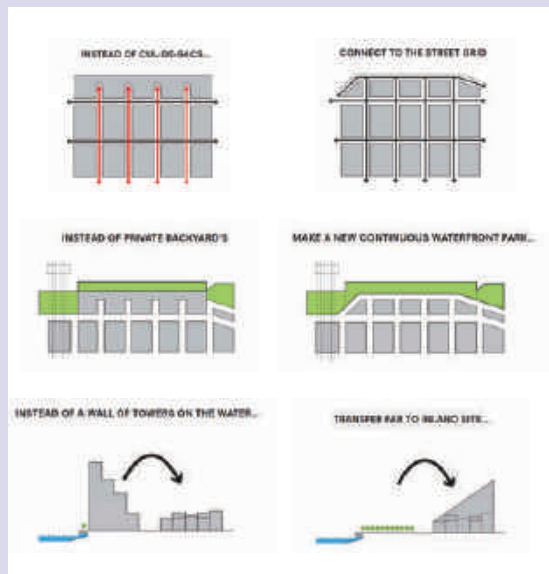 INSTEAD OF CUL-DE-SACS...
CONNECT TO THE STREET GRID
INSTEAD OF PRIVATE BACKYARD'S
MAKE A NEW CONTINUOUS WATERFRONT PARK...
INSTEAD OF A WALL OF TOWERS ON THE WATER...
TRANSFER FAR TO INLAND SITE...